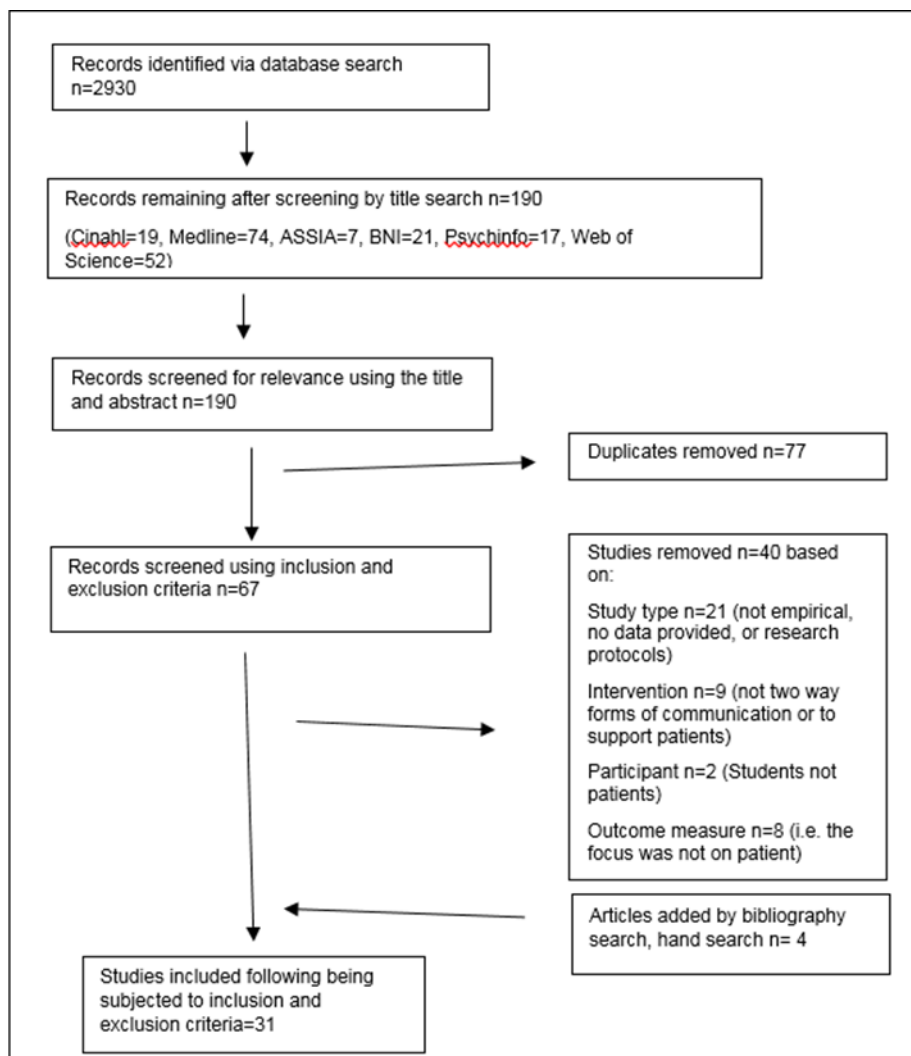 Records identified via database search
n=2930
Records remaining after screening by title search n=190
(Cinahl=19, Medline=74, ASSIA=7, BNI=21, Psychinfo=17, Web of
Science=52)
Records screened for relevance using the title
and abstract n=190
Duplicates removed n=77
Records screened using inclusion and
exclusion criteria n=67
Studies removed n=40 based
on:
Study type n=21 (not empirical,
no data provided, or research
protocols)
Intervention n=9 (not two way
forms of communication or to
support patients)
Participant n=2 (Students not
patients)
Outcome measure n=8 (i.e. the
focus was not on patient)
Articles added by bibliography
search, hand search n= 4
Studies included following being
subjected to inclusion and
exclusion criteria=31